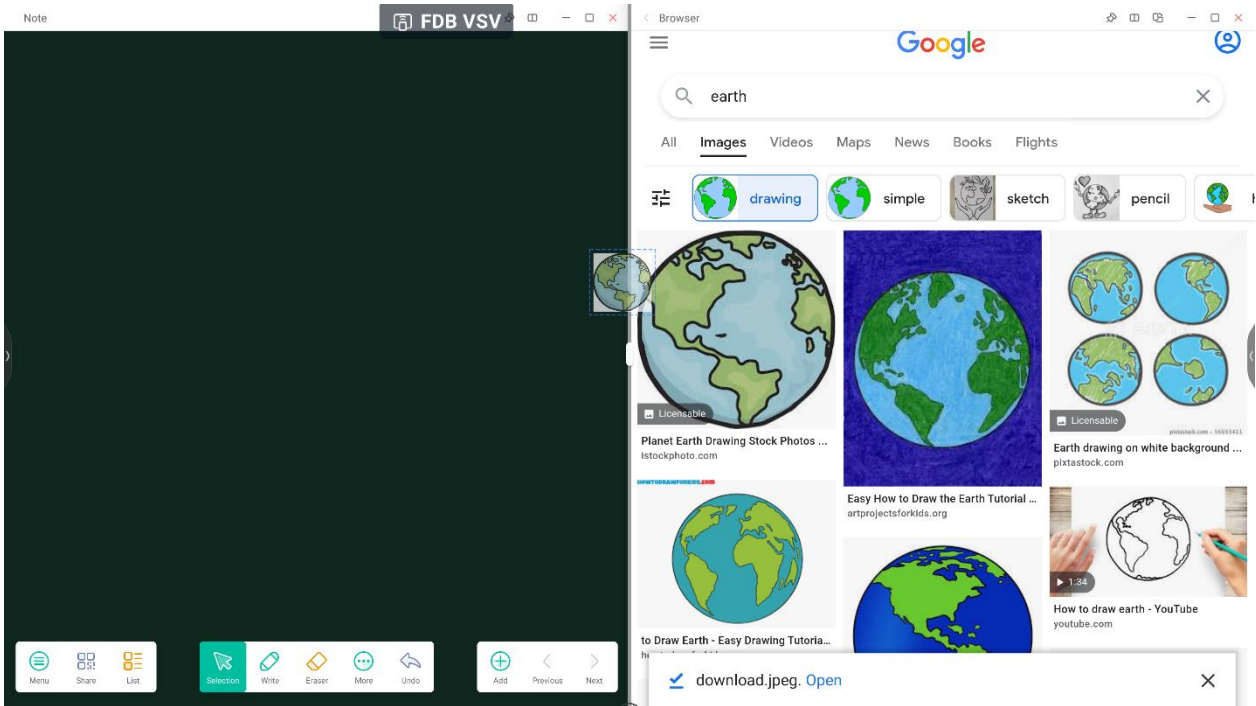 Note
FDB VSV
Browser
Google
earth
All Images Videos Maps News Books Flights
drawing simple sketch pencil
Licensable
Planet Earth Drawing Stock Photos ...
istockphoto.com
HOWTODRAWFORKIDS.COM
to Draw Earth - Easy Drawing Tutoria...
Easy How to Draw the Earth Tutorial ...
artprojectsforkids.org
Licensable
pixtastock.com - 56993411
Earth drawing on white background ...
pixtastock.com
1:34
How to draw earth - YouTube
youtube.com
Menu Share List
Selection Write Eraser More Undo
Add Previous Next
download.jpeg. Open